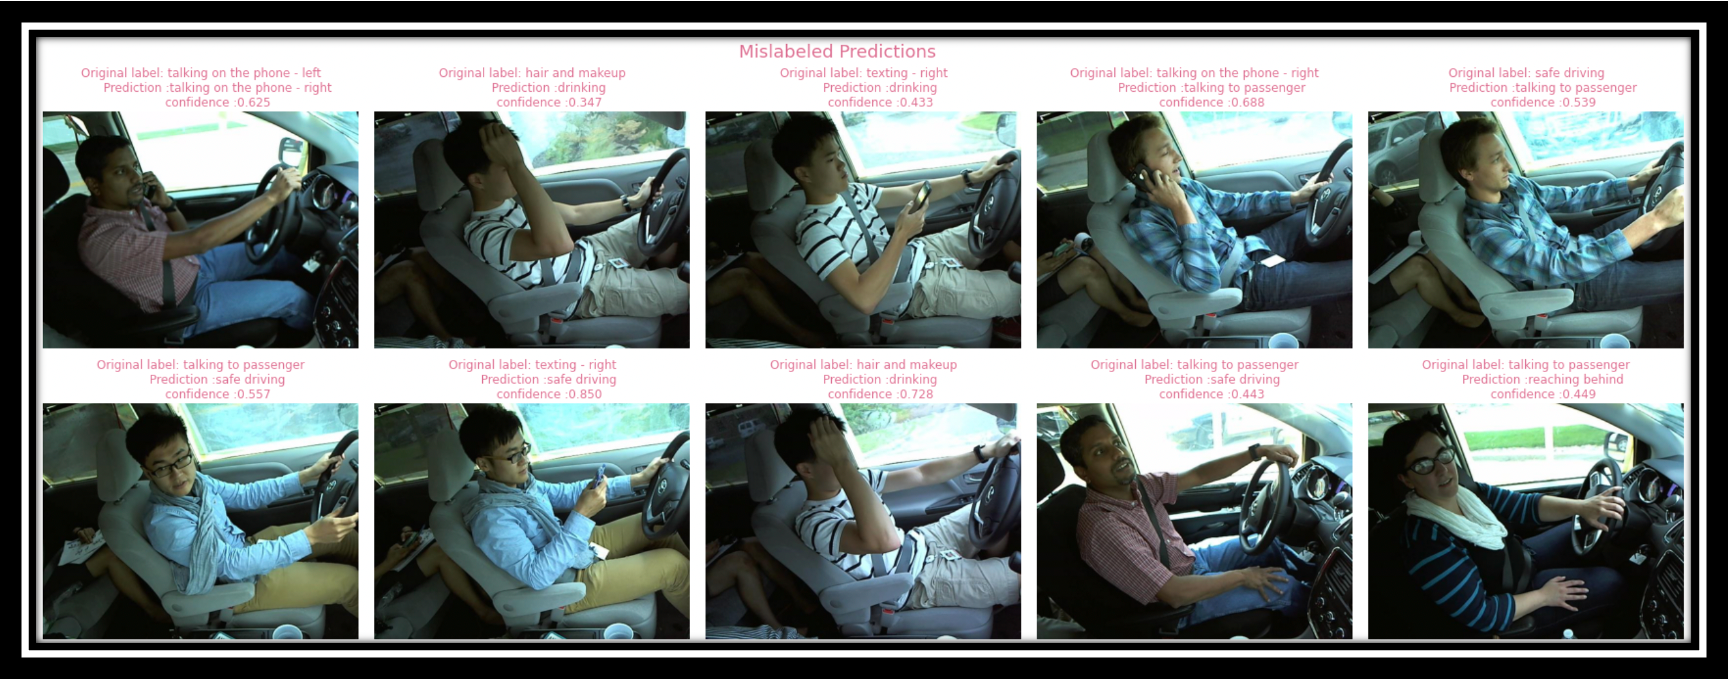 Mislabeled Predictions
Original label: talking on the phone - left
Prediction :talking on the phone - right
confidence :0.625
Original label: hair and makeup
Prediction :drinking
confidence :0.347
Original label: texting - right
Prediction :drinking
confidence :0.433
Original label: talking on the phone - right
Prediction :talking to passenger
confidence :0.688
Original label: safe driving
Prediction :talking to passenger
confidence :0.539
Original label: talking to passenger
Prediction :safe driving
confidence :0.557
Original label: texting - right
Prediction :safe driving
confidence :0.850
Original label: hair and makeup
Prediction :drinking
confidence :0.728
Original label: talking to passenger
Prediction :safe driving
confidence :0.443
Original label: talking to passenger
Prediction :reaching behind
confidence :0.449